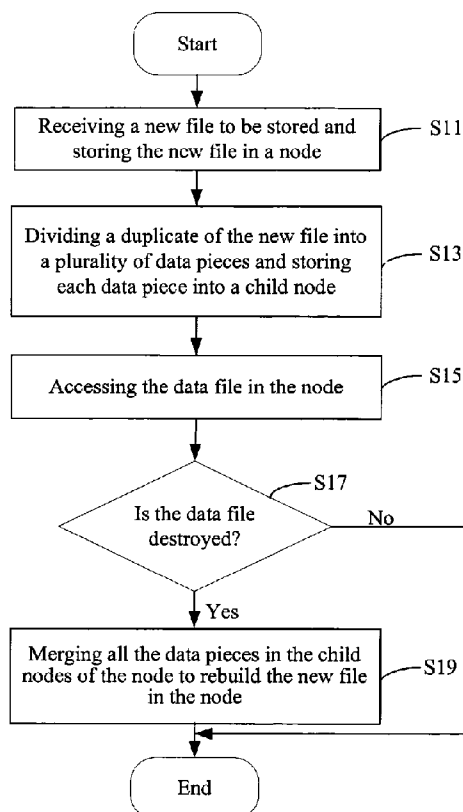 Start
Receiving a new file to be stored and
storing the new file in a node
S11
Dividing a duplicate of the new file into
a plurality of data pieces and storing
each data piece into a child node
S13
Accessing the data file in the node
S15
S17
Is the data file
destroyed?
No
Yes
Merging all the data pieces in the child
nodes of the node to rebuild the new file
in the node
S19
End